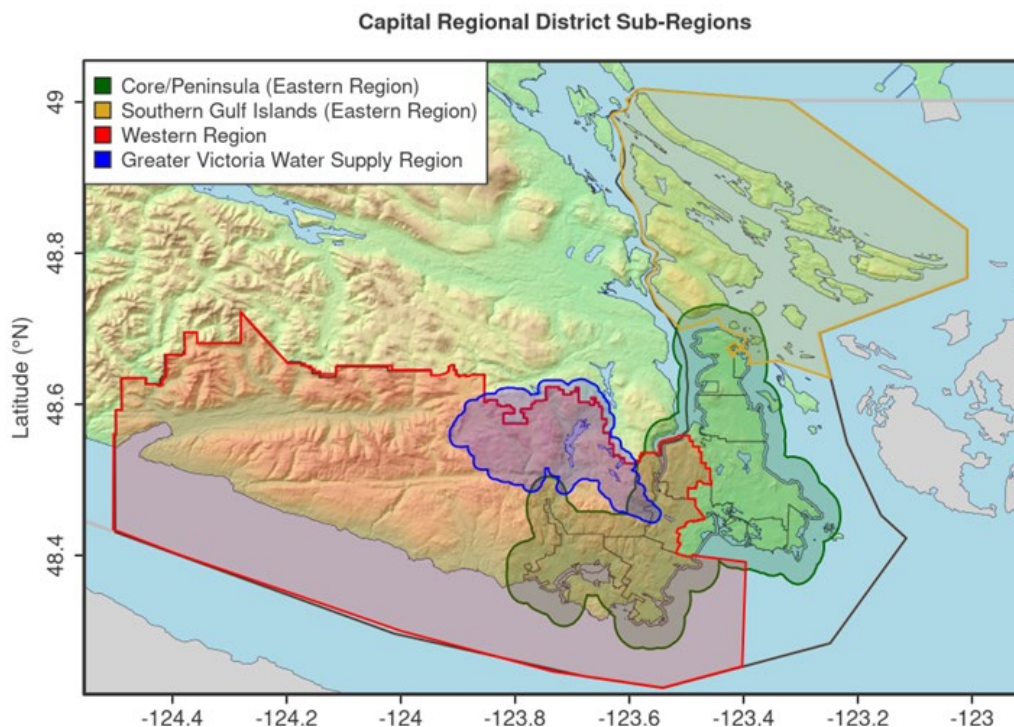 Capital Regional District Sub-Regions
Core/Peninsula (Eastern Region)
Southern Gulf Islands (Eastern Region)
Western Region
Greater Victoria Water Supply Region
Latitude (°N)
49
48.8
48.6
48.4
-124.4
-124.2
-124
-123.8
-123.6
-123.4
-123.2
-123